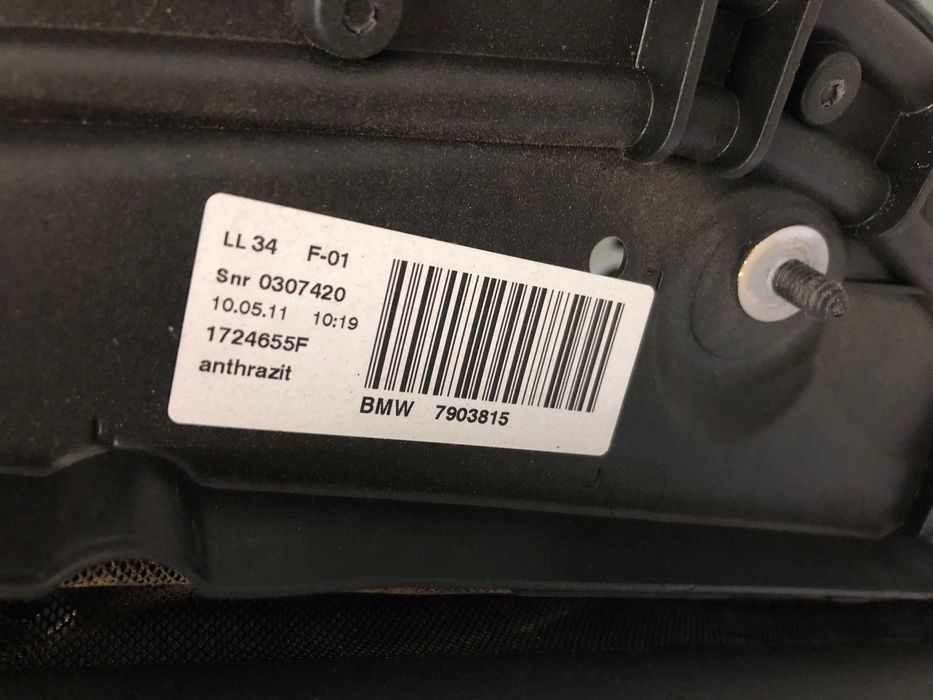 LL 34 F-01
Snr 0307420
10.05.11 10:19
1724655F
anthrazit
BMW 7903815